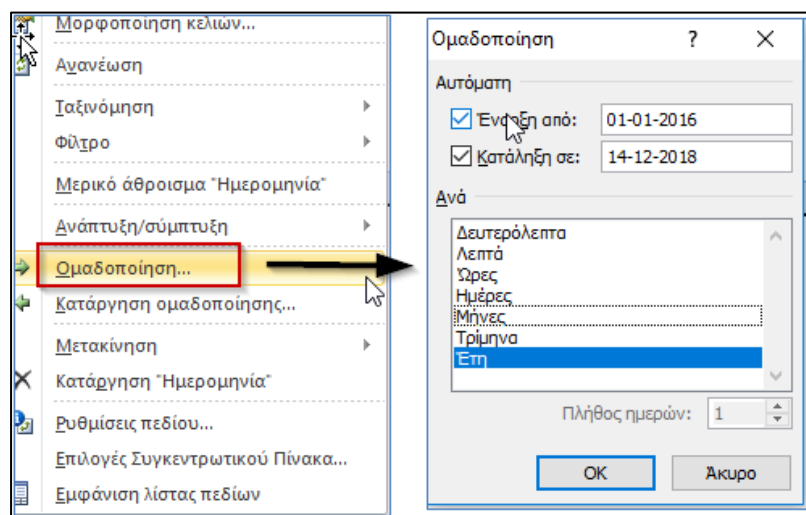 Μορφοποίηση κελιών...
Ανανέωση
Ταξινόμηση
Φίλτρο
Μερικό άθροισμα "Ημερομηνία"
Ανάπτυξη/σύμπτυξη
Ομαδοποίηση...
Κατάργηση ομαδοποίησης...
Μετακίνηση
Κατάργηση "Ημερομηνία"
Ρυθμίσεις πεδίου...
Επιλογές Συγκεντρωτικού Πίνακα...
Εμφάνιση λίστας πεδίων
Ομαδοποίηση ?
Αυτόματη
Έναρξη από: 01-01-2016
Κατάληξη σε: 14-12-2018
Ανά
Δευτερόλεπτα
Λεπτά
Ώρες
Ημέρες
Μήνες
Τρίμηνα
Έτη
Πλήθος ημερών: 1
OK Άκυρο